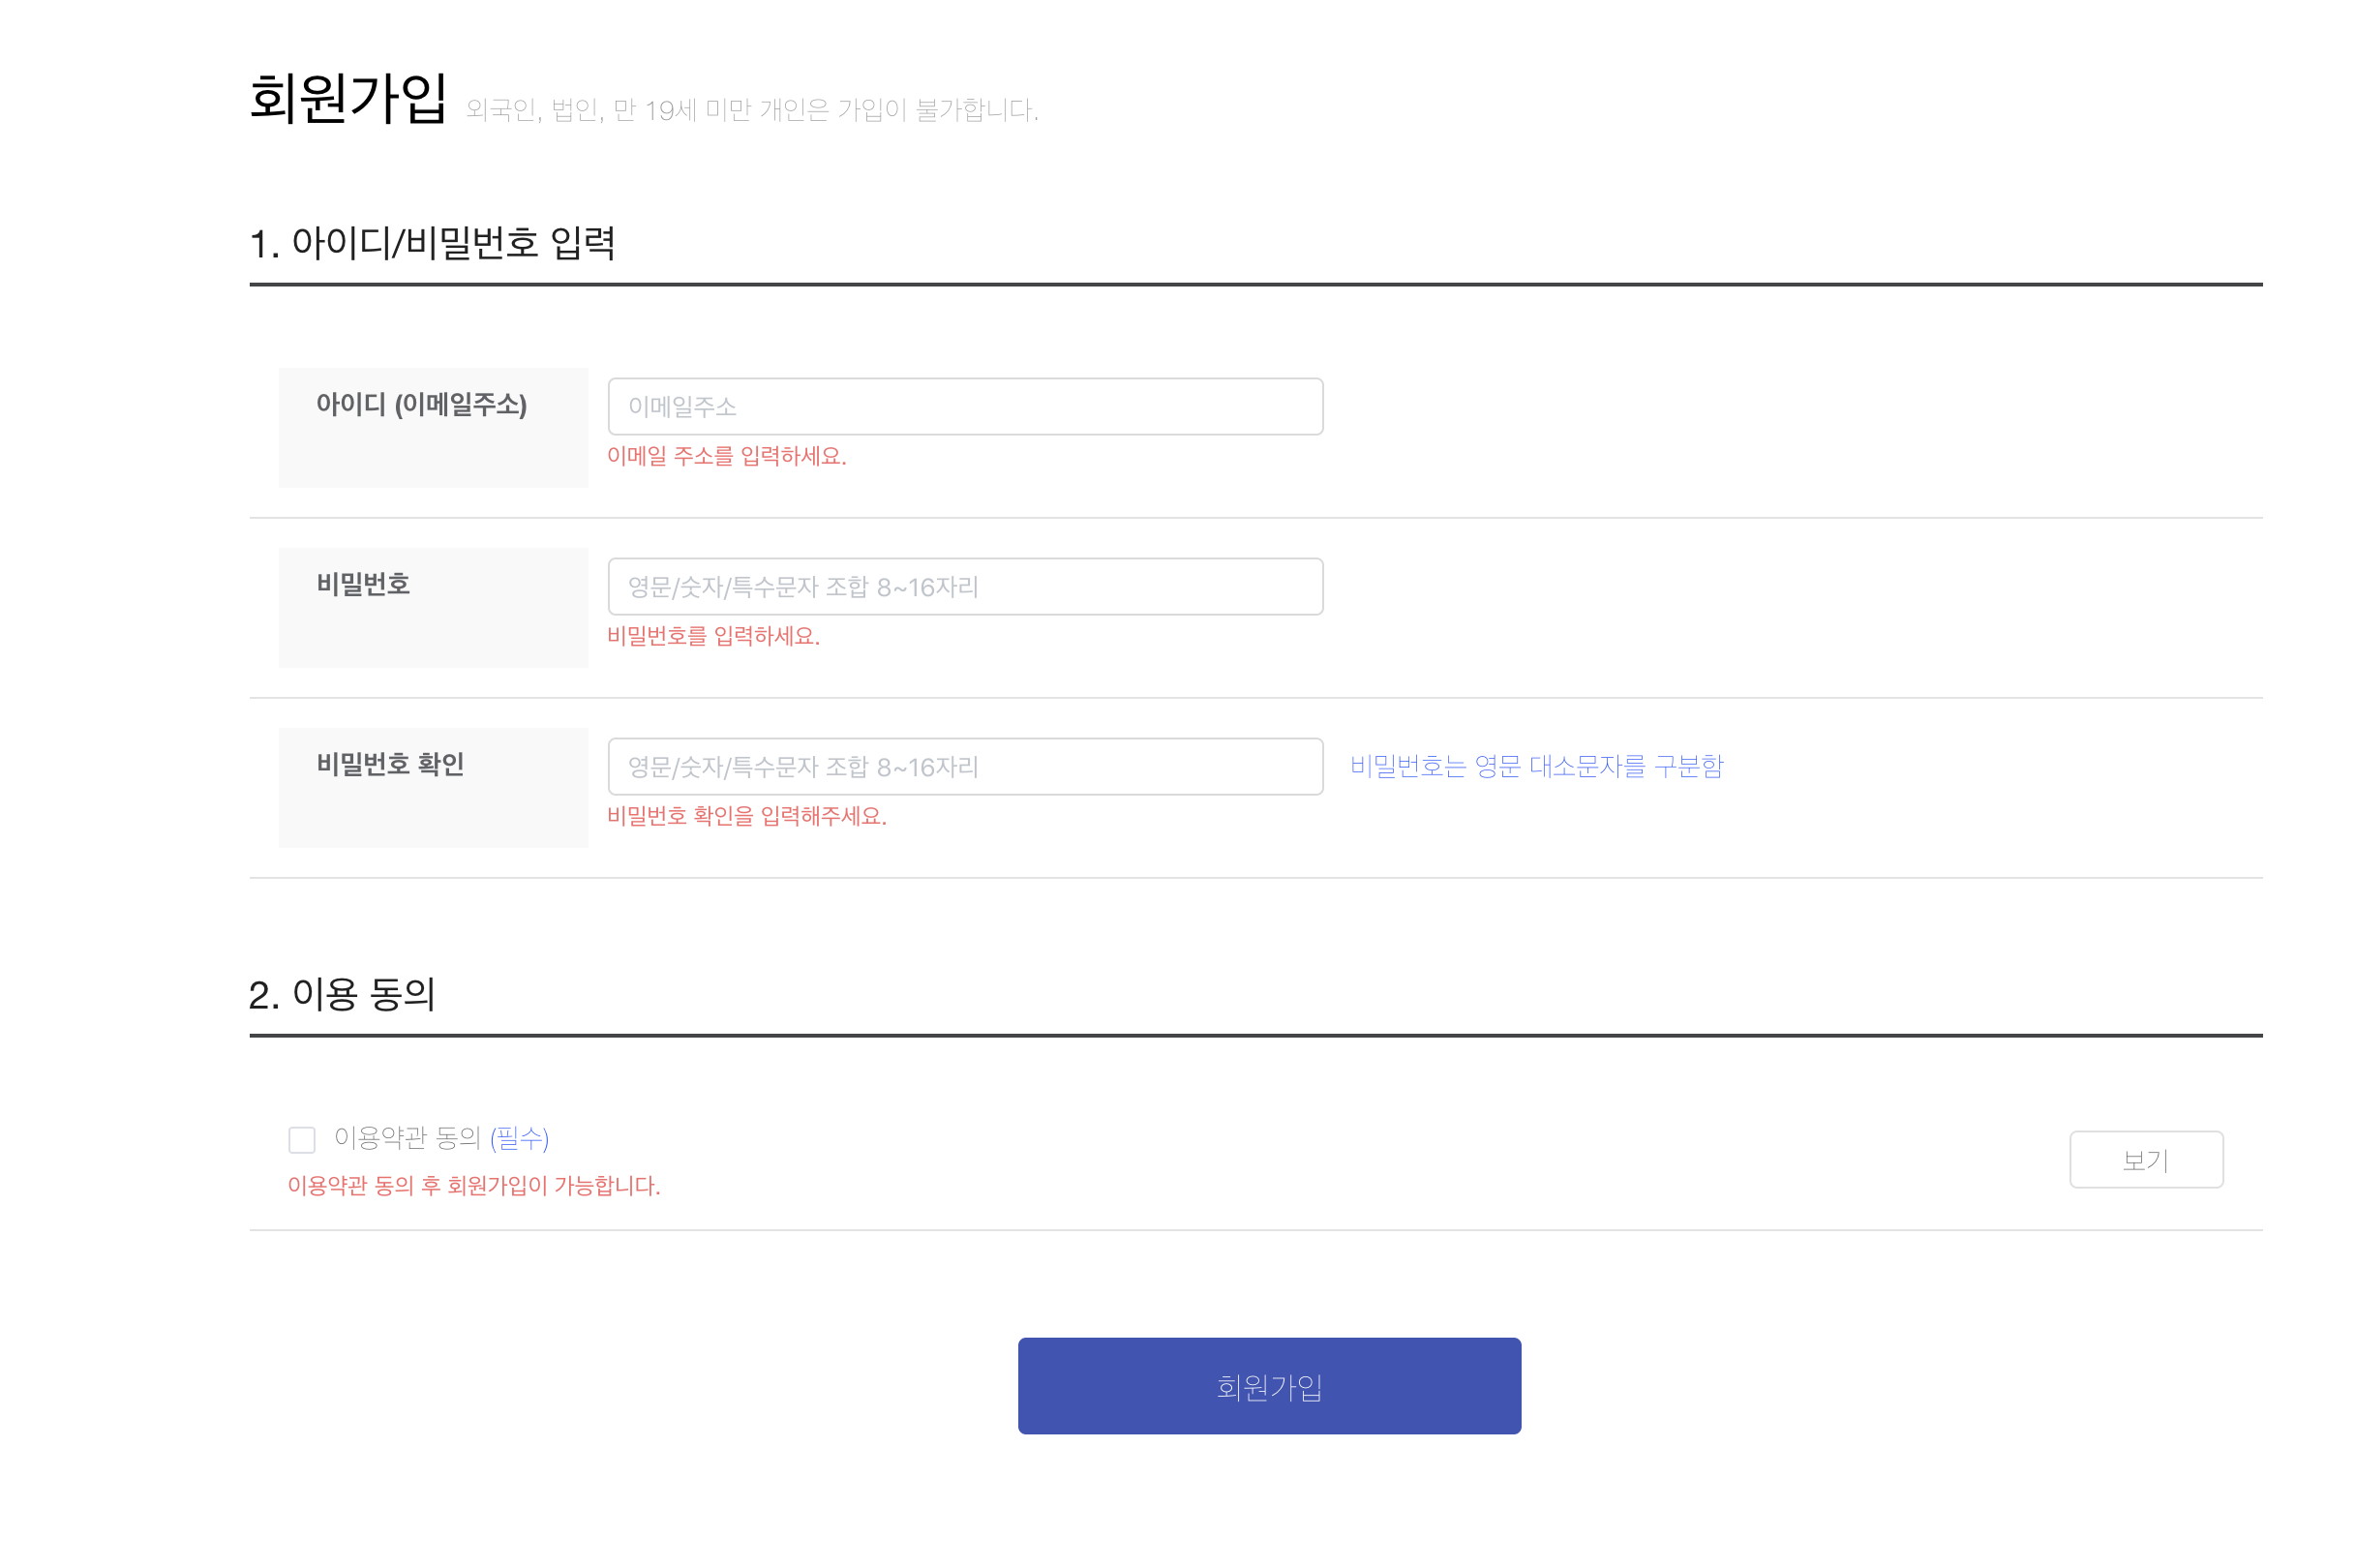 회원가입 외국인, 법인, 만 19세 미만 개인은 가입이 불가합니다.
1. 아이디/비밀번호 입력
아이디 (이메일주소)
이메일주소
이메일 주소를 입력하세요.
비밀번호
영문/숫자/특수문자 조합 8~16자리
비밀번호를 입력하세요.
비밀번호 확인
영문/숫자/특수문자 조합 8~16자리
비밀번호는 영문 대소문자를 구분함
비밀번호 확인을 입력해주세요.
2. 이용 동의
이용약관 동의 (필수)
보기
이용약관 동의 후 회원가입이 가능합니다.
회원가입